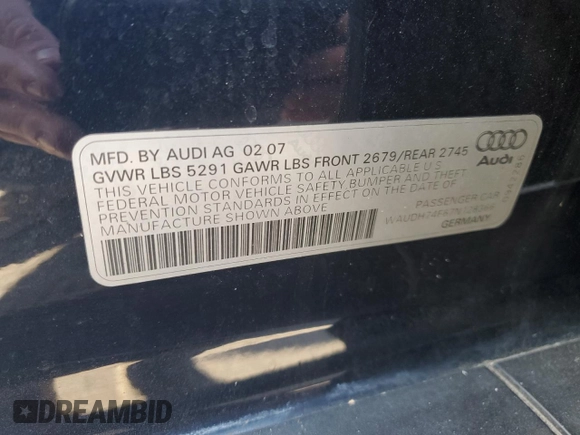 MFD. BY AUDI AG 02 07
GVWR LBS 5291 GAWR LBS FRONT 2679/REAR 2745
THIS VEHICLE CONFORMS TO ALL APPLICABLE U.S.
FEDERAL MOTOR VEHICLE SAFETY BUMPER AND THEFT
PREVENTION STANDARDS IN EFFECT ON THE DATE OF
MANUFACTURE SHOWN ABOVE.
Audi
PASSENGER CAR
GERMANY
DREAMBID